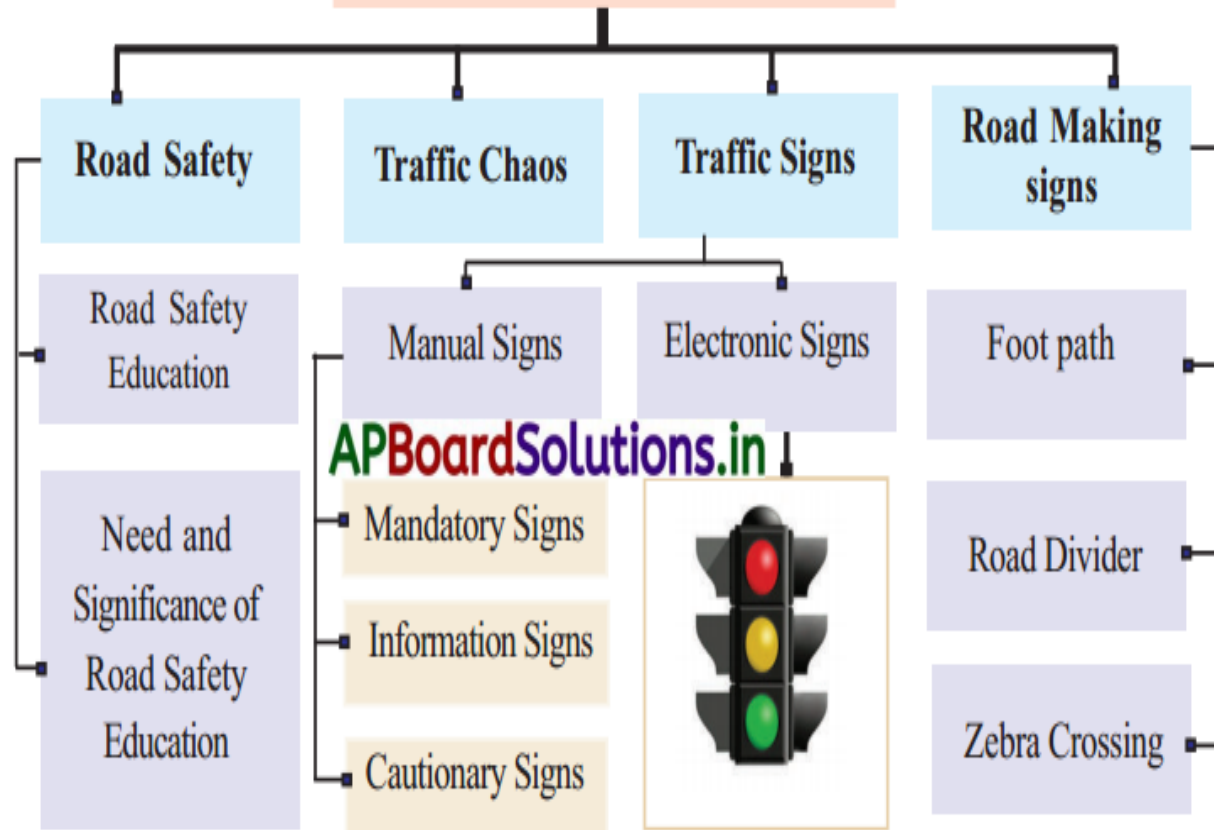 Road Safety
Traffic Chaos
Traffic Signs
Road Making
signs
Road Safety
Education
Manual Signs
Electronic Signs
Foot path
APBoardSolutions.in
Need and
Significance of
Road Safety
Education
Mandatory Signs
Information Signs
Cautionary Signs
Road Divider
Zebra Crossing